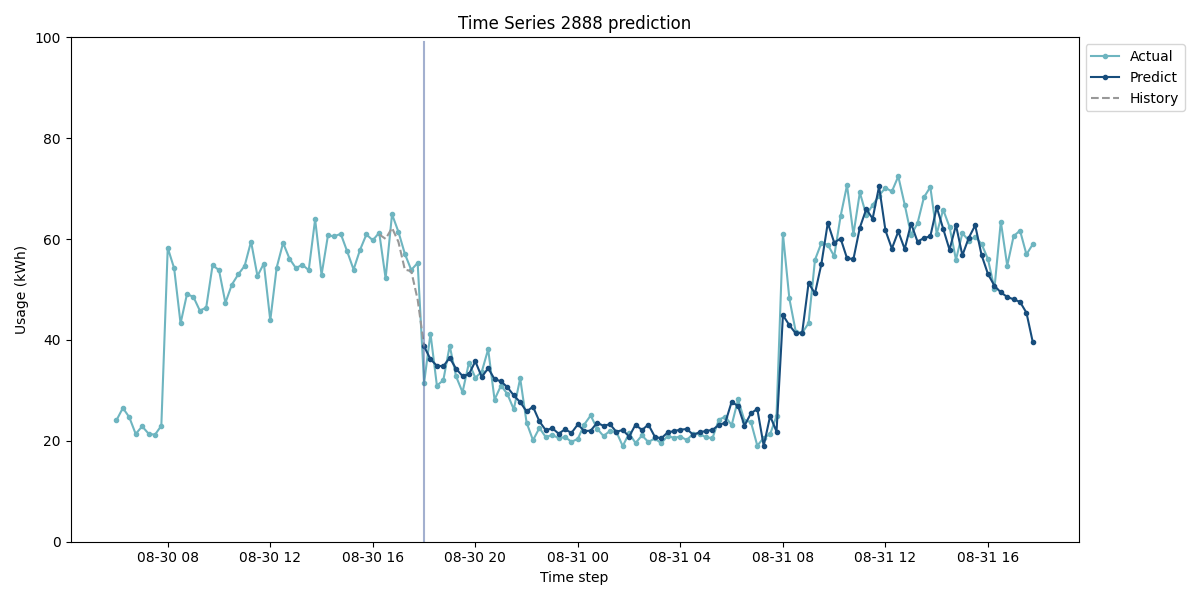 Time Series 2888 prediction
100
80
60
40
20
0
Usage (kWh)
08-30 08
08-30 12
08-30 16
08-30 20
08-31 00
08-31 04
08-31 08
08-31 12
08-31 16
Time step
Actual
Predict
History